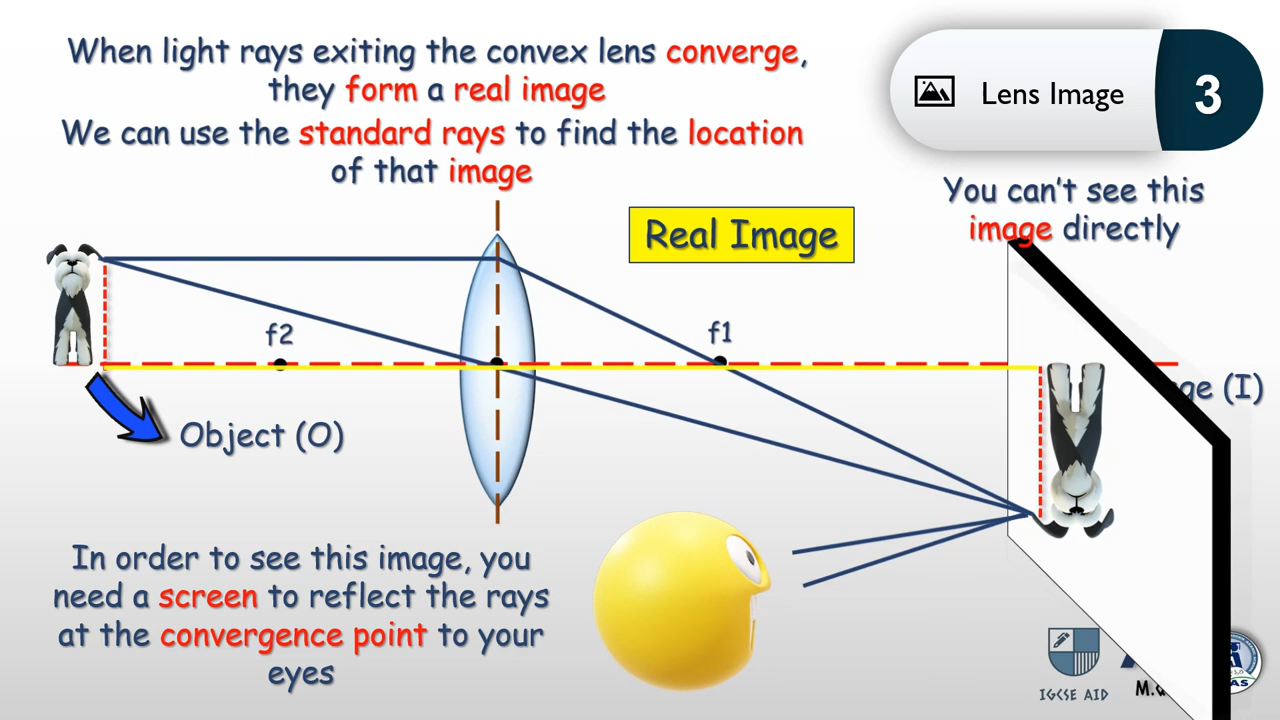 When light rays exiting the convex lens converge,
they form a real image
We can use the standard rays to find the location
of that image
Lens Image
3
You can't see this
image directly
Real Image
f2
f1
ge (I)
Object (O)
In order to see this image, you
need a screen to reflect the rays
at the convergence point to your
eyes
IGCSE AID